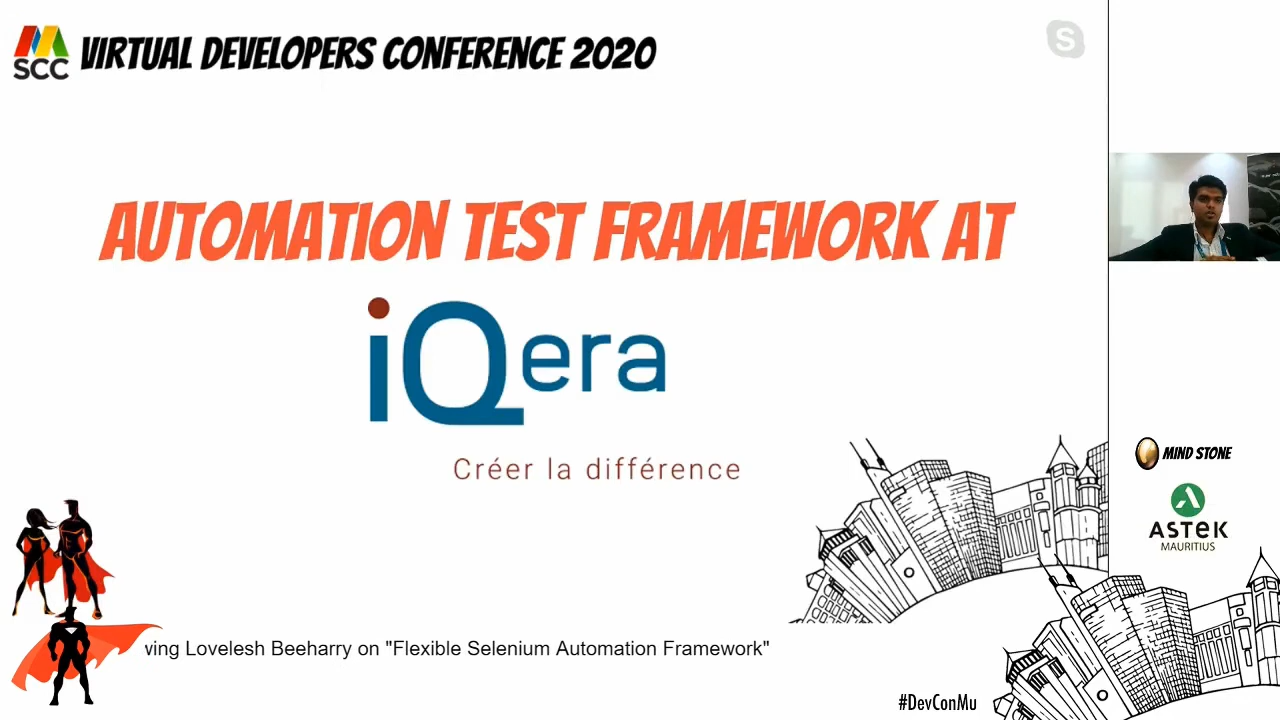 SCC
VIRTUAL DEVELOPERS CONFERENCE 2020
S
AUTOMATION TEST FRAMEWORK AT
iQera
Créer la différence
MIND STONE
ASTEK
MAURITIUS
ving Lovelesh Beeharry on "Flexible Selenium Automation Framework"
#DevConMu